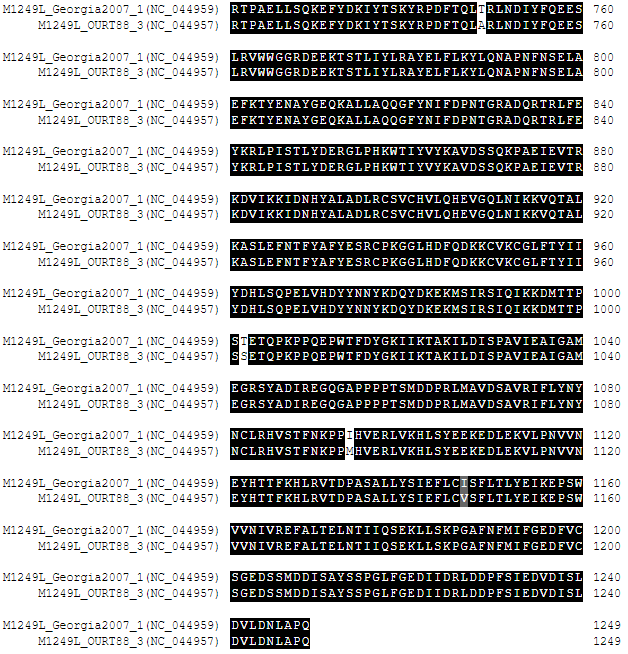 M1249L_Georgia2007_1(NC_044959) RTPAELLSQKEFYDKIYTSKYRPDFTQLTRLNDIYFQEES 760
M1249L_OURT88_3(NC_044957) RTPAELLSQKEFYDKIYTSKYRPDFTQLARLNDIYFQEES 760
M1249L_Georgia2007_1(NC_044959) LRVWWGGRDEEKTSTLIYLRAYELFLKYLQNAPNFNSELA 800
M1249L_OURT88_3(NC_044957) LRVWWGGRDEEKTSTLIYLRAYELFLKYLQNAPNFNSELA 800
M1249L_Georgia2007_1(NC_044959) EFKTYENAYGEQKALLAQQGFYNIFDPNTGRADQRTRLFE 840
M1249L_OURT88_3(NC_044957) EFKTYENAYGEQKALLAQQGFYNIFDPNTGRADQRTRLFE 840
M1249L_Georgia2007_1(NC_044959) YKRLPISTLYDERGLPHKWTIYVYKAVDSSQKPAEIEVTR 880
M1249L_OURT88_3(NC_044957) YKRLPISTLYDERGLPHKWTIYVYKAVDSSQKPAEIEVTR 880
M1249L_Georgia2007_1(NC_044959) KDVIKKIDNHYALADLRCSVCHVLQHEVGQLNIKKVQTAL 920
M1249L_OURT88_3(NC_044957) KDVIKKIDNHYALADLRCSVCHVLQHEVGQLNIKKVQTAL 920
M1249L_Georgia2007_1(NC_044959) KASLEFNTFYAFYESRCPKGGLHDFQDKKCVKCGLFTYII 960
M1249L_OURT88_3(NC_044957) KASLEFNTFYAFYESRCPKGGLHDFQDKKCVKCGLFTYII 960
M1249L_Georgia2007_1(NC_044959) YDHLSQPELVHDYYNNYKDQYDKEKMSIRSIQIKKDMTTP 1000
M1249L_OURT88_3(NC_044957) YDHLSQPELVHDYYNNYKDQYDKEKMSIRSIQIKKDMTTP 1000
M1249L_Georgia2007_1(NC_044959) STETQPKPPQEPWTFDYGKIIKTAKILDISPAVIEAIGAM 1040
M1249L_OURT88_3(NC_044957) SSETQPKPPQEPWTFDYGKIIKTAKILDISPAVIEAIGAM 1040
M1249L_Georgia2007_1(NC_044959) EGRSYADIREGQGAPPPPTSMDDPRLMAVDSAVRIFLYNY 1080
M1249L_OURT88_3(NC_044957) EGRSYADIREGQGAPPPPTSMDDPRLMAVDSAVRIFLYNY 1080
M1249L_Georgia2007_1(NC_044959) NCLRHVSTFNKPPIHVERLVKHLSYEEKEDLEKVLPNVVN 1120
M1249L_OURT88_3(NC_044957) NCLRHVSTFNKPPMHVERLVKHLSYEEKEDLEKVLPNVVN 1120
M1249L_Georgia2007_1(NC_044959) EYHTTFKHLRVTDPASALLYSIEFLCISFLTLYEIKEPSW 1160
M1249L_OURT88_3(NC_044957) EYHTTFKHLRVTDPASALLYSIEFLCVSFLTLYEIKEPSW 1160
M1249L_Georgia2007_1(NC_044959) VVNIVREFALTELNTIIQSEKLLSKPGAFNFMIFGEDFVC 1200
M1249L_OURT88_3(NC_044957) VVNIVREFALTELNTIIQSEKLLSKPGAFNFMIFGEDFVC 1200
M1249L_Georgia2007_1(NC_044959) SGEDSSMDDISAYSSPGLFGEDIIDRLDDPFSIEDVDISL 1240
M1249L_OURT88_3(NC_044957) SGEDSSMDDISAYSSPGLFGEDIIDRLDDPFSIEDVDISL 1240
M1249L_Georgia2007_1(NC_044959) DVLDNLAPQ 1249
M1249L_OURT88_3(NC_044957) DVLDNLAPQ 1249